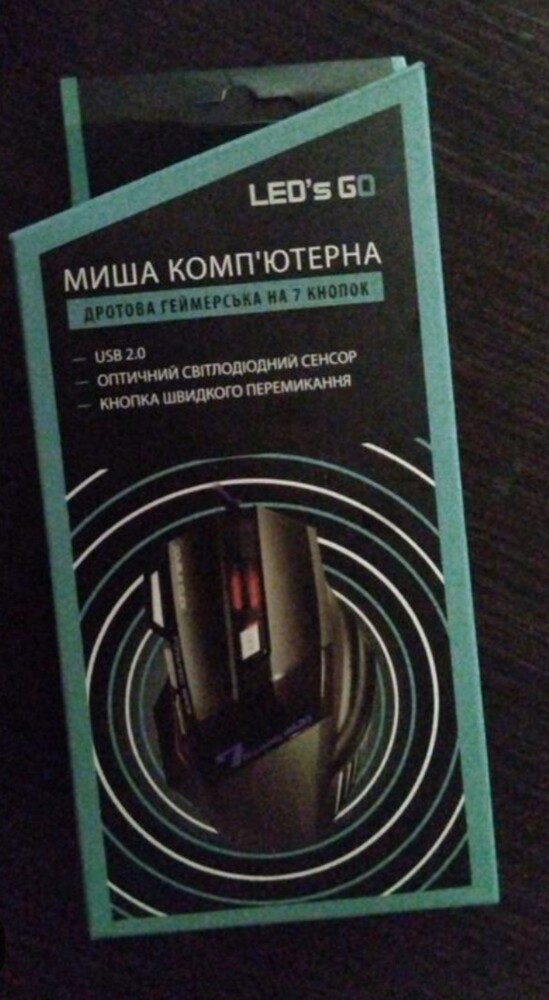 LED's GO
МИША КОМП'ЮТЕРНА
ДРОТОВА ГЕЙМЕРСЬКА НА 7 КНОПОК
— USB 2.0
— ОПТИЧНИЙ СВІТЛОДІОДНИЙ СЕНСОР
— КНОПКА ШВИДКОГО ПЕРЕМИКАННЯ
7